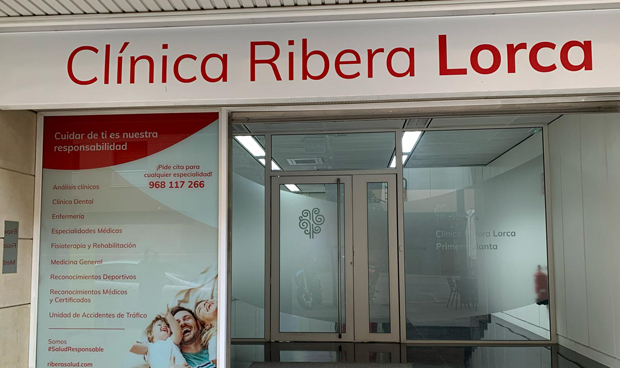 Clínica Ribera Lorca
Cuidar de ti es nuestra
responsabilidad
¡Pide cita para
cualquier especialidad!
968 117 266
Análisis clínicos
Clínica Dental
Enfermería
Especialidades Médicas
Fisioterapia y Rehabilitación
Medicina General
Reconocimientos Deportivos
Reconocimientos Médicos
y Certificados
Unidad de Accidentes de Tráfico
Somos
#SaludResponsable
riberasalud.com
Clínica Ribera Lorca
Primera Planta